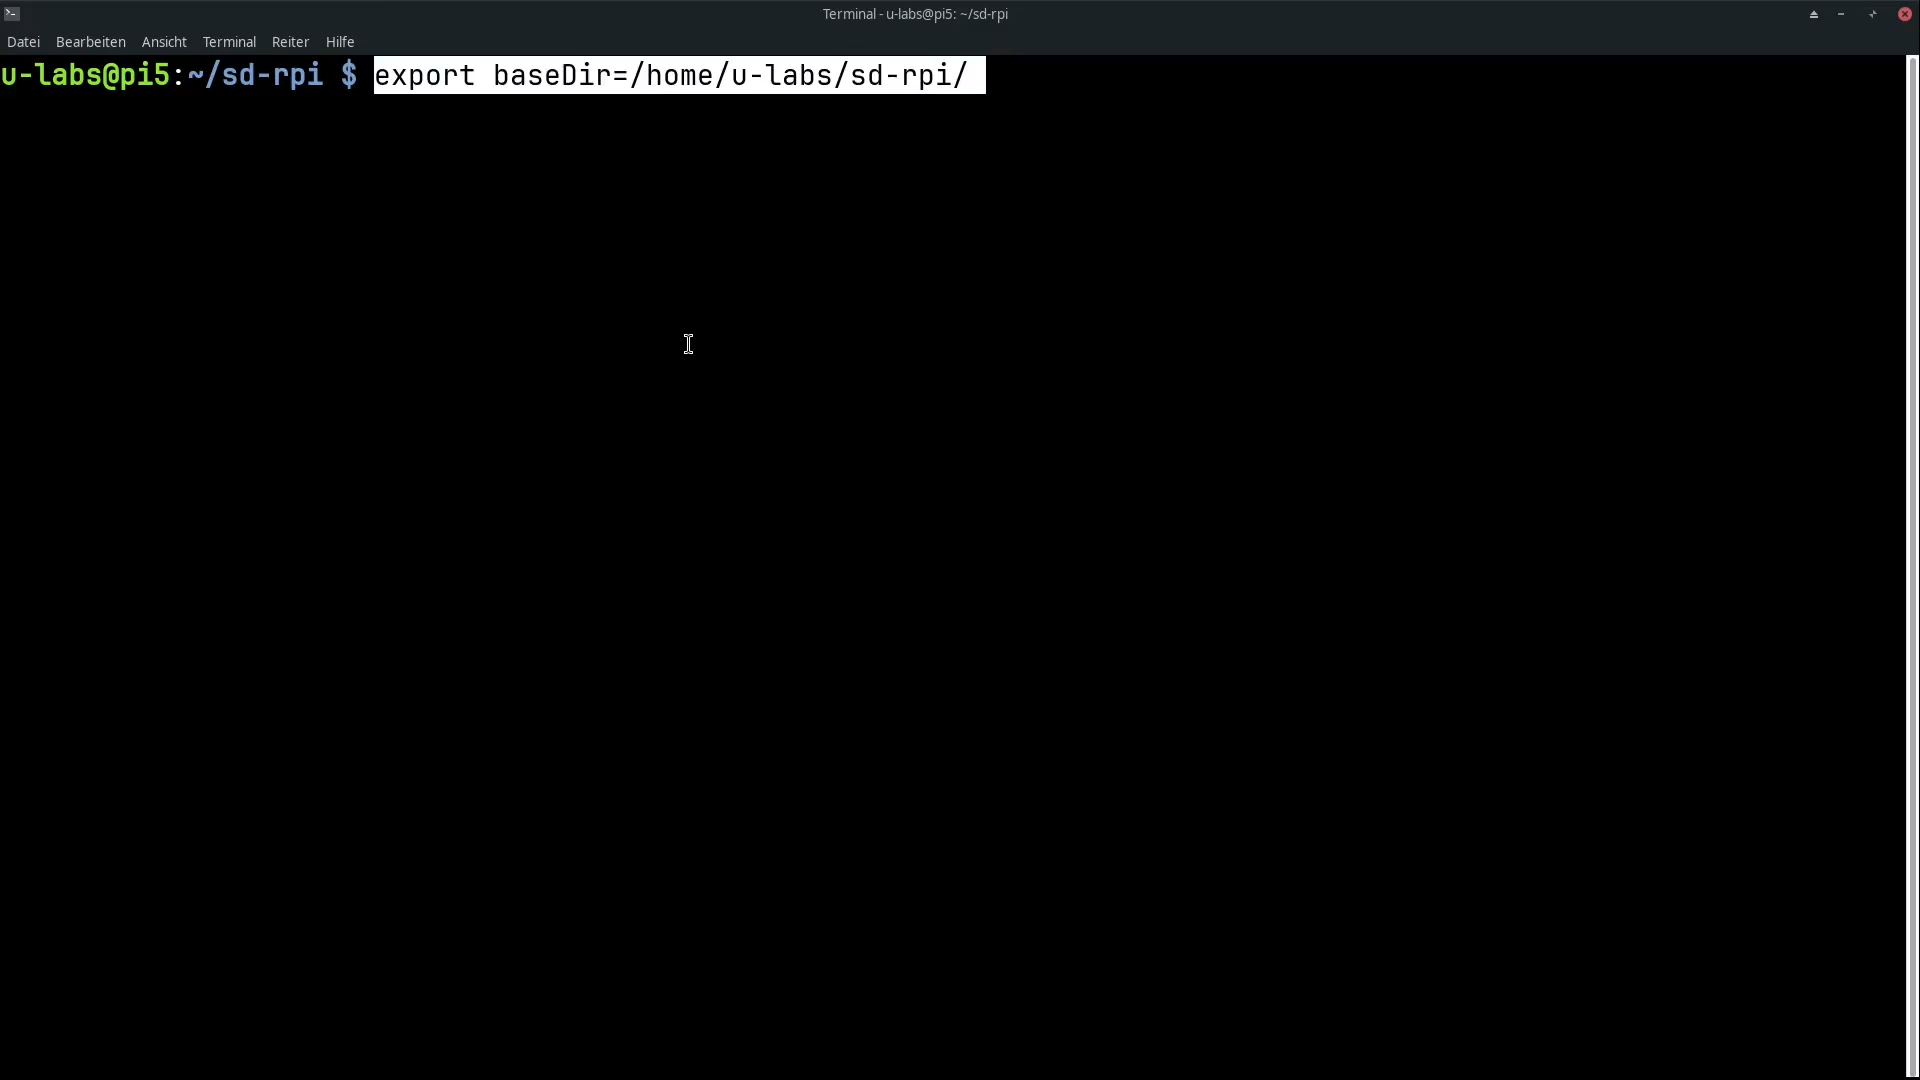 Terminal - u-labs@pi5: ~/sd-rpi
Datei Bearbeiten Ansicht Terminal Reiter Hilfe
u-labs@pi5:~/sd-rpi $ export baseDir=/home/u-labs/sd-rpi/